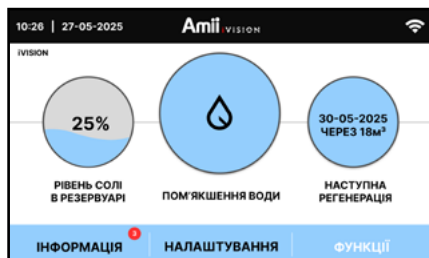 10:26 | 27-05-2025
Amii.VISION
iVISION
25%
30-05-2025
ЧЕРЕЗ 18м³
РІВЕНЬ СОЛІ
В РЕЗЕРВУАРІ
ПОМ'ЯКШЕННЯ ВОДИ
НАСТУПНА
РЕГЕНЕРАЦІЯ
3
ІНФОРМАЦІЯ
НАЛАШТУВАННЯ
ФУНКЦІЇ